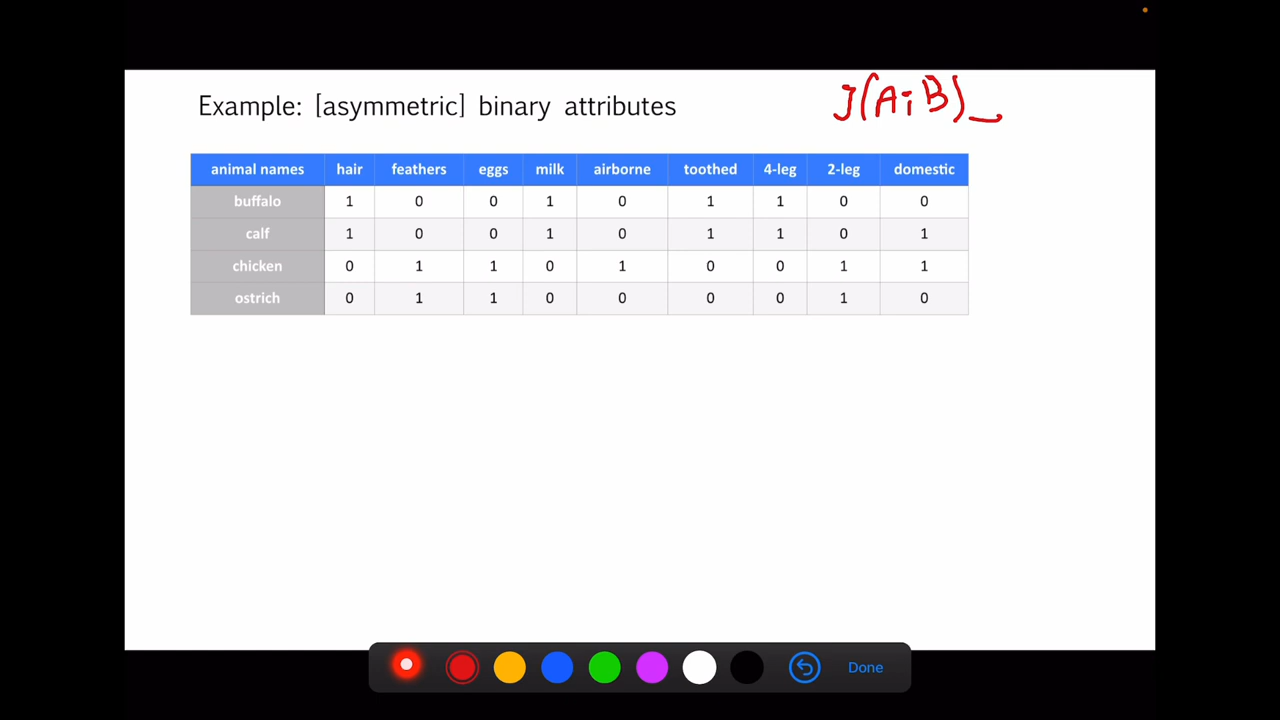 Example: [asymmetric] binary attributes
J(A;B)_
animal names hair feathers eggs milk airborne toothed 4-leg 2-leg domestic
buffalo 1 0 0 1 0 1 1 0 0
calf 1 0 0 1 0 1 1 0 1
chicken 0 1 1 0 1 0 0 1 1
ostrich 0 1 1 0 0 0 0 1 0
Done